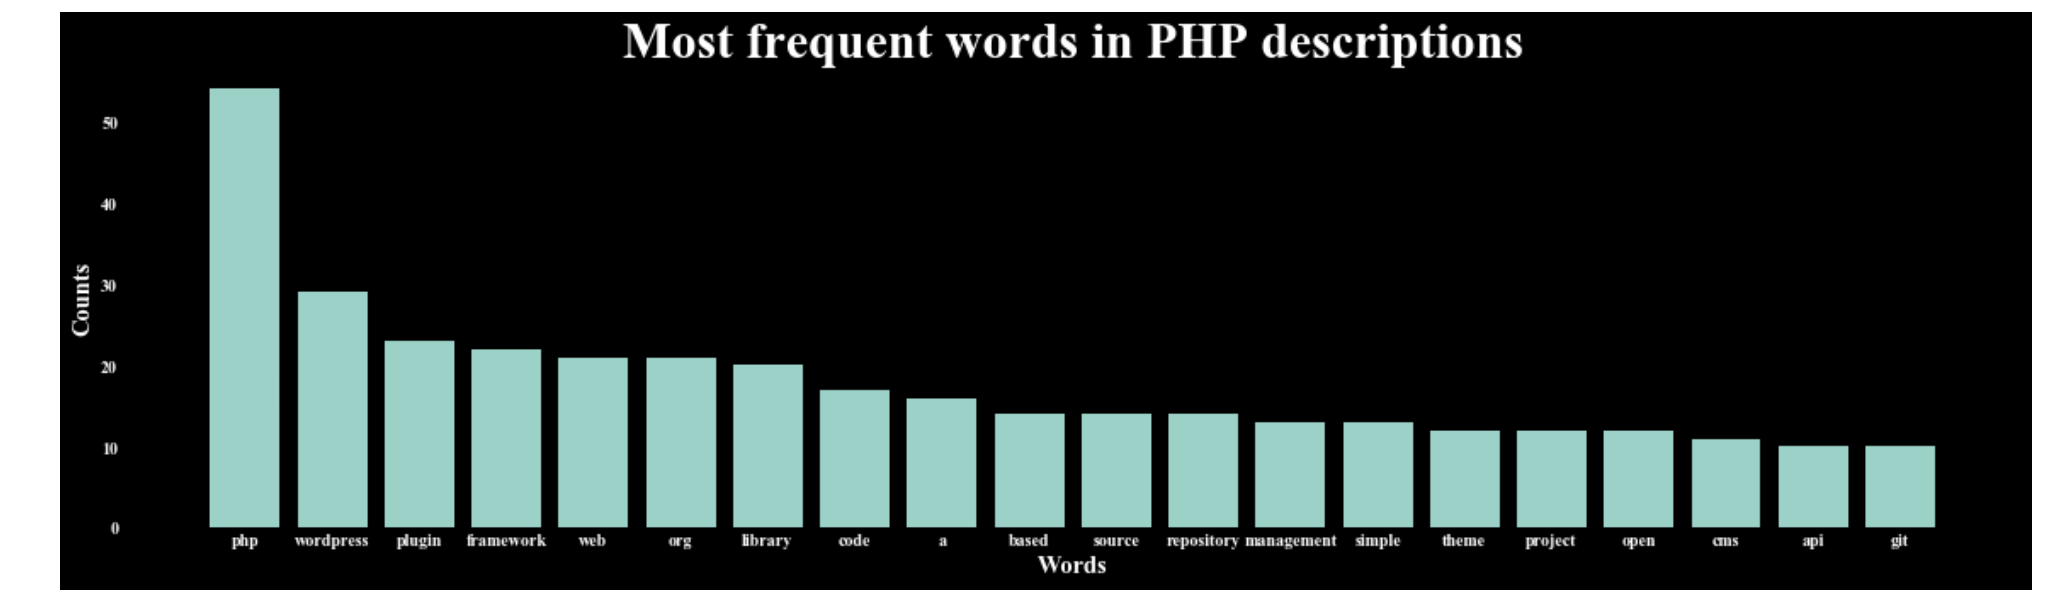 Most frequent words in PHP descriptions
50
40
30
20
10
0
Counts
php wordpress plugin framework web org library code a based source repository management simple theme project open cms api git
Words